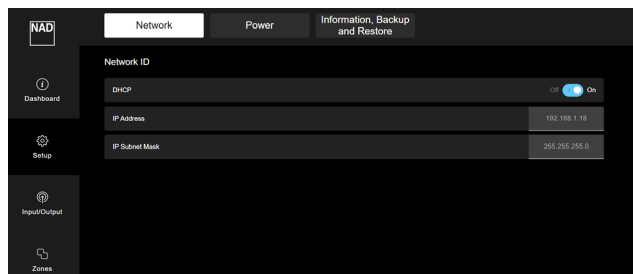 NAD
Network
Power
Information, Backup
and Restore
Network ID
Dashboard
DHCP
Off
On
IP Address
192.168.1.18
Setup
IP Subnet Mask
255.255.255.0
Input/Output
Zones